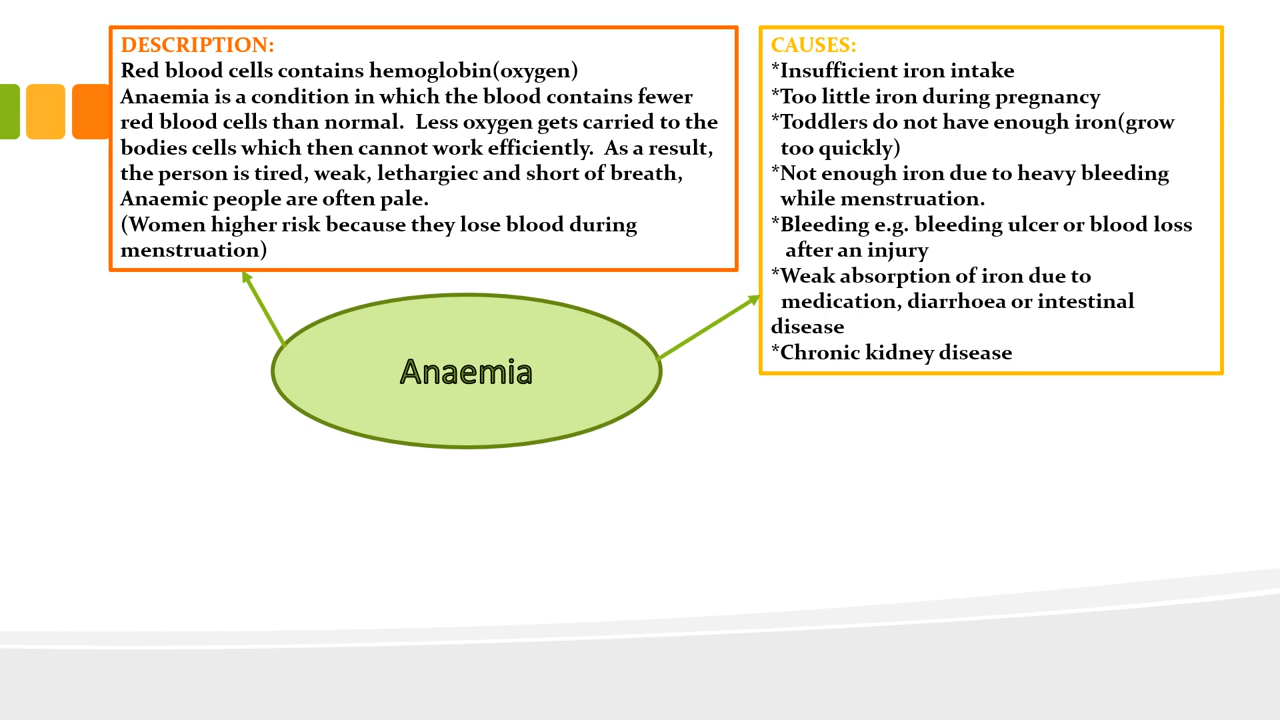 DESCRIPTION:
Red blood cells contains hemoglobin(oxygen)
Anaemia is a condition in which the blood contains fewer
red blood cells than normal.  Less oxygen gets carried to the
bodies cells which then cannot work efficiently.  As a result,
the person is tired, weak, lethargiec and short of breath,
Anaemic people are often pale.
(Women higher risk because they lose blood during
menstruation)
CAUSES:
*Insufficient iron intake
*Too little iron during pregnancy
*Toddlers do not have enough iron(grow
too quickly)
*Not enough iron due to heavy bleeding
while menstruation.
*Bleeding e.g. bleeding ulcer or blood loss
after an injury
*Weak absorption of iron due to
medication, diarrhoea or intestinal
disease
*Chronic kidney disease
Anaemia